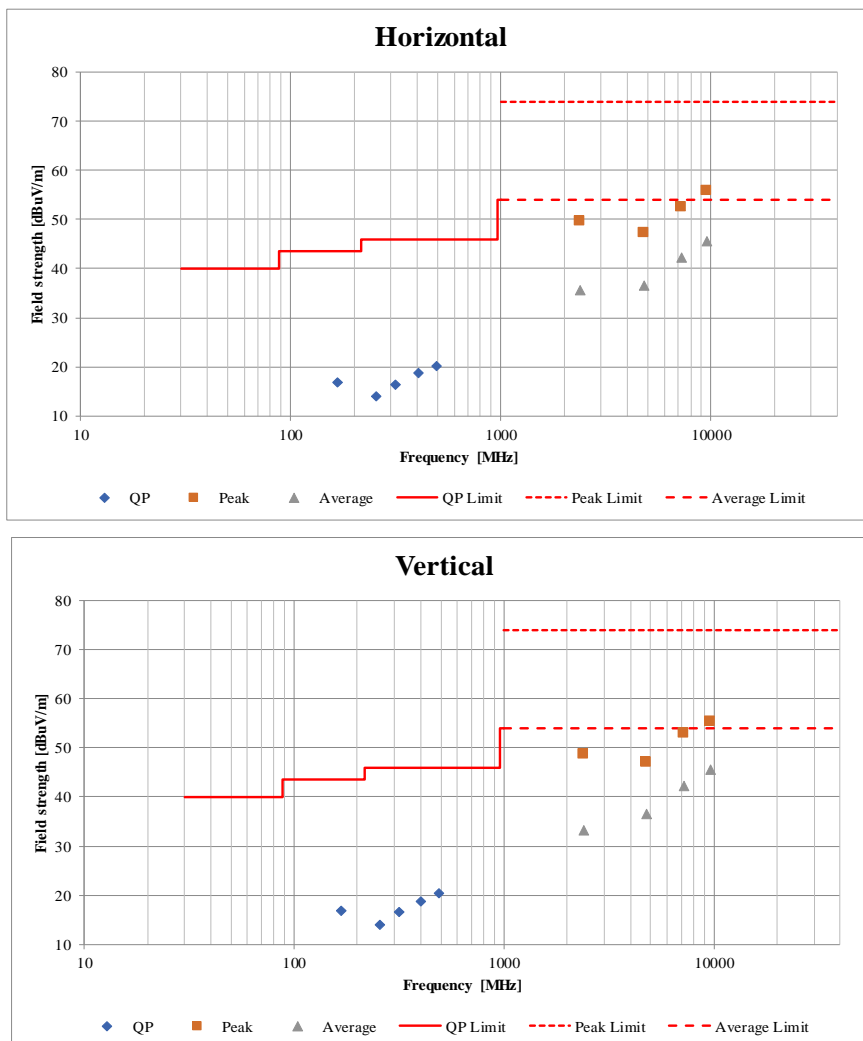 Horizontal
80
70
60
50
40
30
20
10
Field strength [dBuV/m]
10 100 1000 10000
Frequency [MHz]
QP Peak Average QP Limit Peak Limit Average Limit
Vertical
80
70
60
50
40
30
20
10
Field strength [dBuV/m]
10 100 1000 10000
Frequency [MHz]
QP Peak Average QP Limit Peak Limit Average Limit